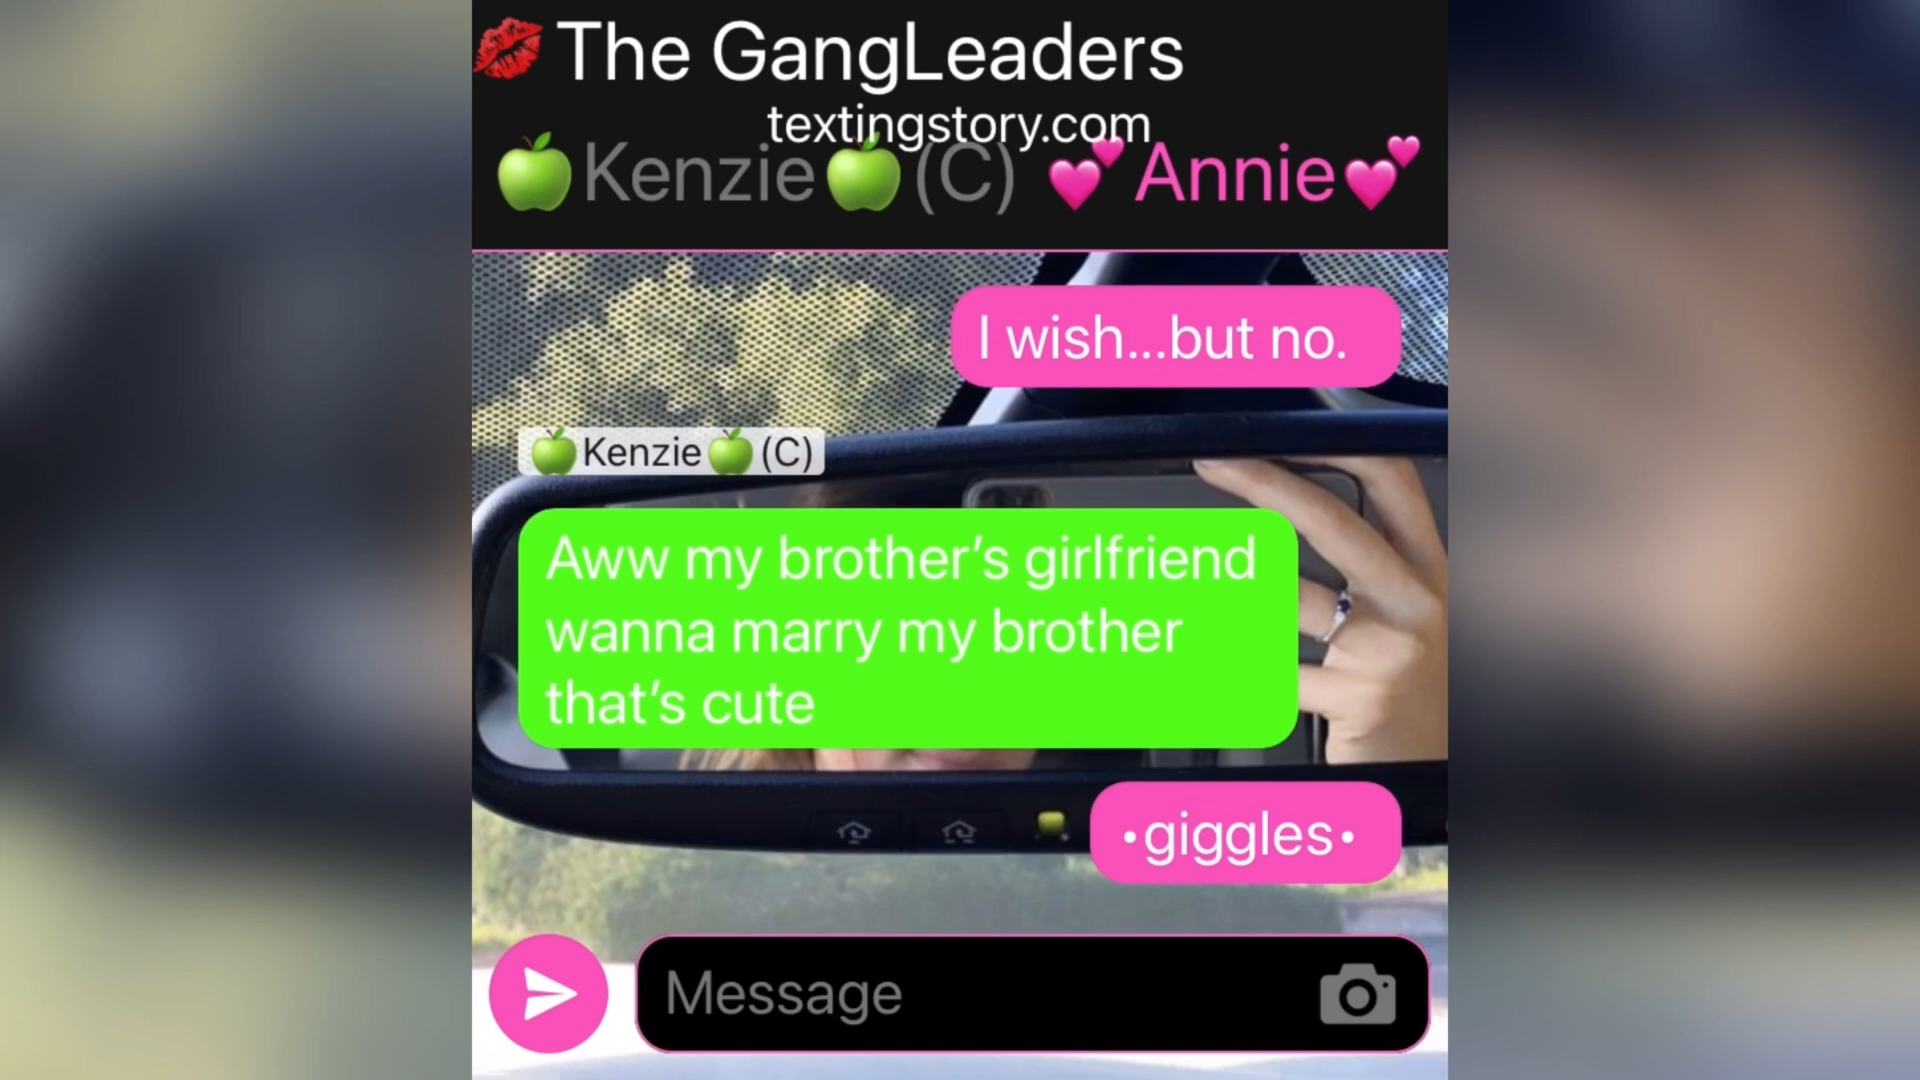 💋The GangLeaders
textingstory.com
🍏Kenzie🍏(C) 💕Annie💕
I wish...but no.
🍏Kenzie🍏(C)
Aww my brother’s girlfriend
wanna marry my brother
that’s cute
•giggles•
Message